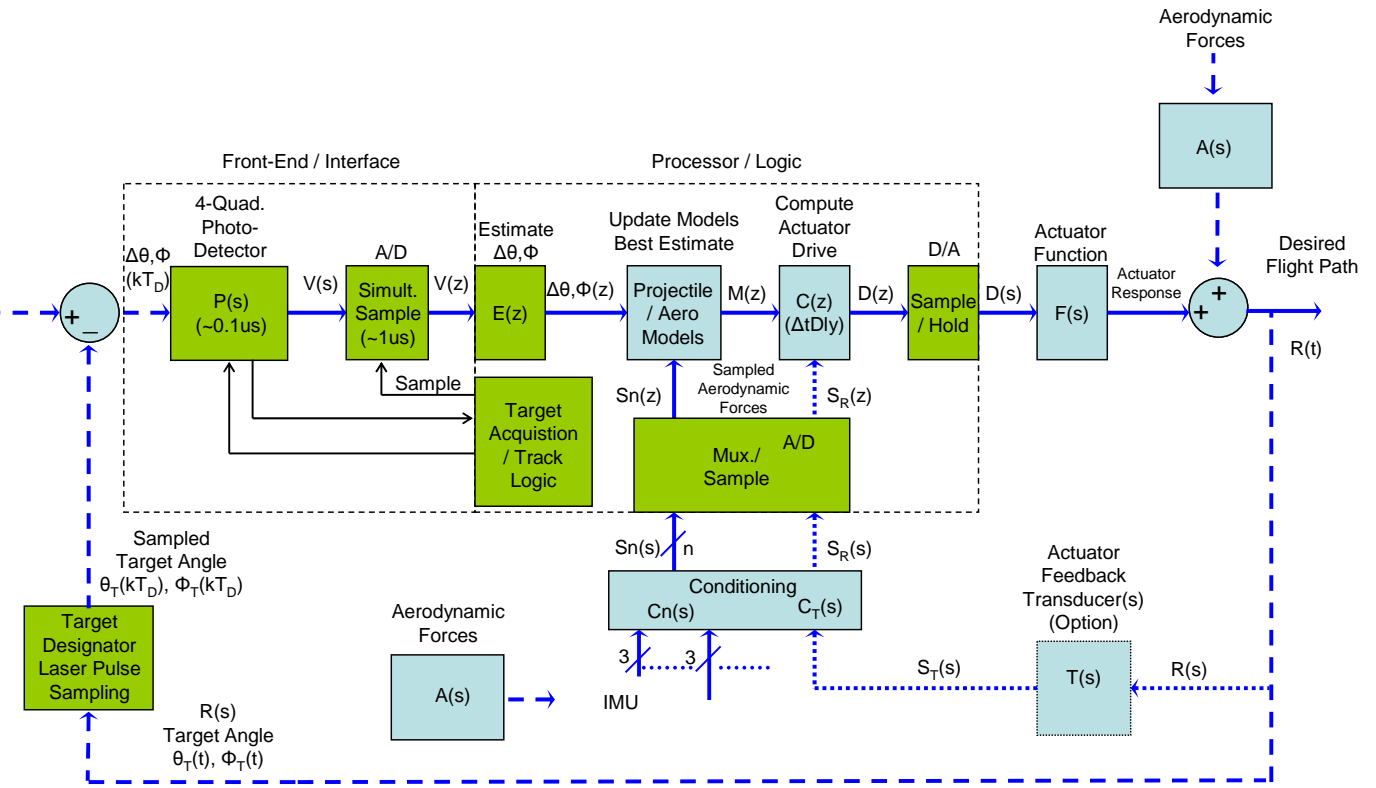 Aerodynamic
Forces
A(s)
Front-End / Interface
Processor / Logic
4-Quad.
Photo-
Detector
A/D
Estimate
Δθ,Φ
Update Models
Best Estimate
Compute
Actuator
Drive
D/A
Actuator
Function
Actuator
Response
Desired
Flight Path
Δθ,Φ
(kT_D)
P(s)
(~0.1us)
V(s)
Simult.
Sample
(~1us)
V(z)
E(z)
Δθ,Φ(z)
Projectile
/ Aero
Models
M(z)
C(z)
(ΔtDly)
D(z)
Sample
/ Hold
D(s)
F(s)
+
+
+
_
R(t)
Sample
Target
Acquistion
/ Track
Logic
Sn(z)
Sampled
Aerodynamic
Forces
S_R(z)
A/D
Mux./
Sample
Sn(s)
n
S_R(s)
Conditioning
Cn(s)
C_T(s)
3
3
IMU
Sampled
Target Angle
θ_T(kT_D), Φ_T(kT_D)
Target
Designator
Laser Pulse
Sampling
Aerodynamic
Forces
A(s)
Actuator
Feedback
Transducer(s)
(Option)
S_T(s)
T(s)
R(s)
R(s)
Target Angle
θ_T(t), Φ_T(t)